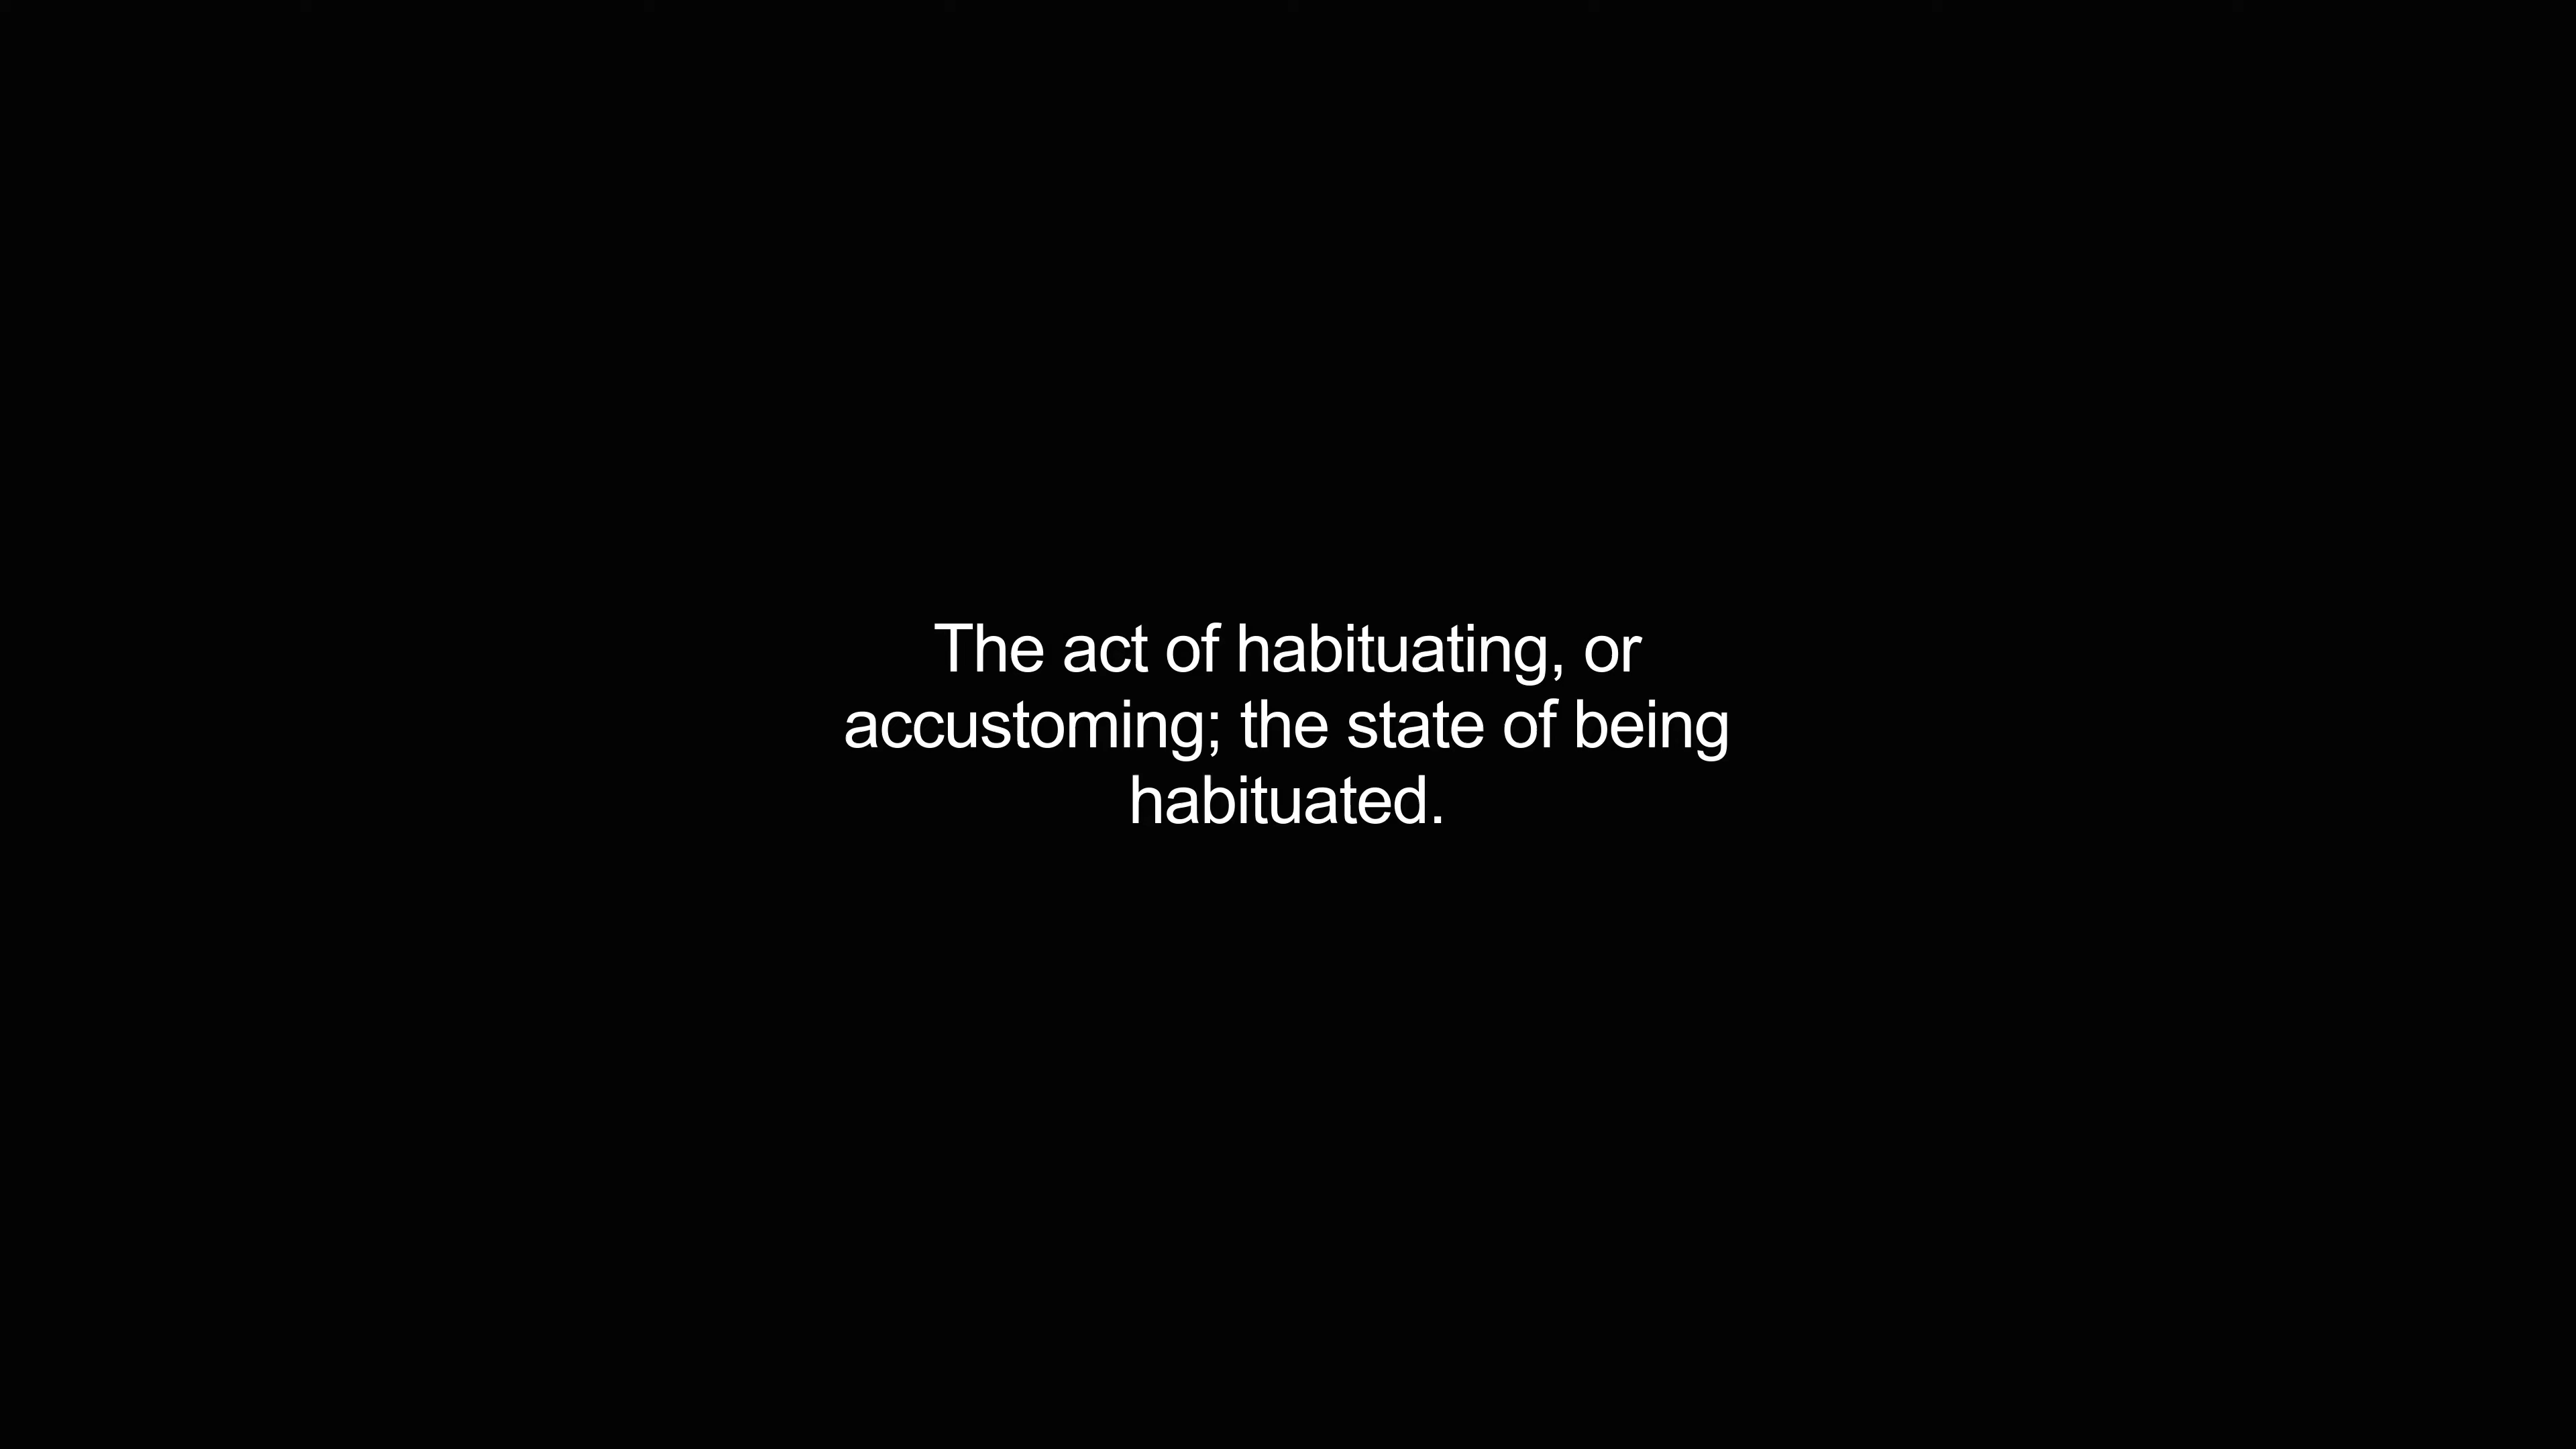 The act of habituating, or
accustoming; the state of being
habituated.